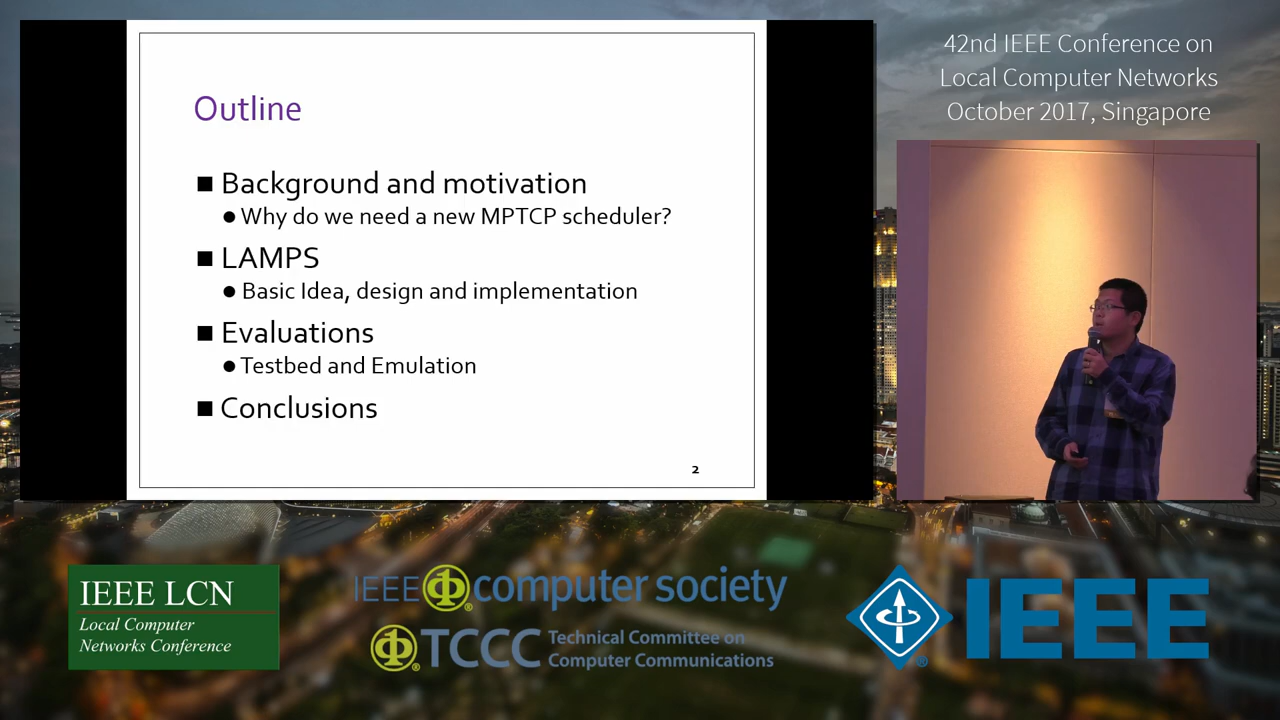 Outline
Background and motivation
Why do we need a new MPTCP scheduler?
LAMPS
Basic Idea, design and implementation
Evaluations
Testbed and Emulation
Conclusions
2
42nd IEEE Conference on
Local Computer Networks
October 2017, Singapore
IEEE LCN
Local Computer
Networks Conference
IEEE computer society
TCCC Technical Committee on
Computer Communications
IEEE